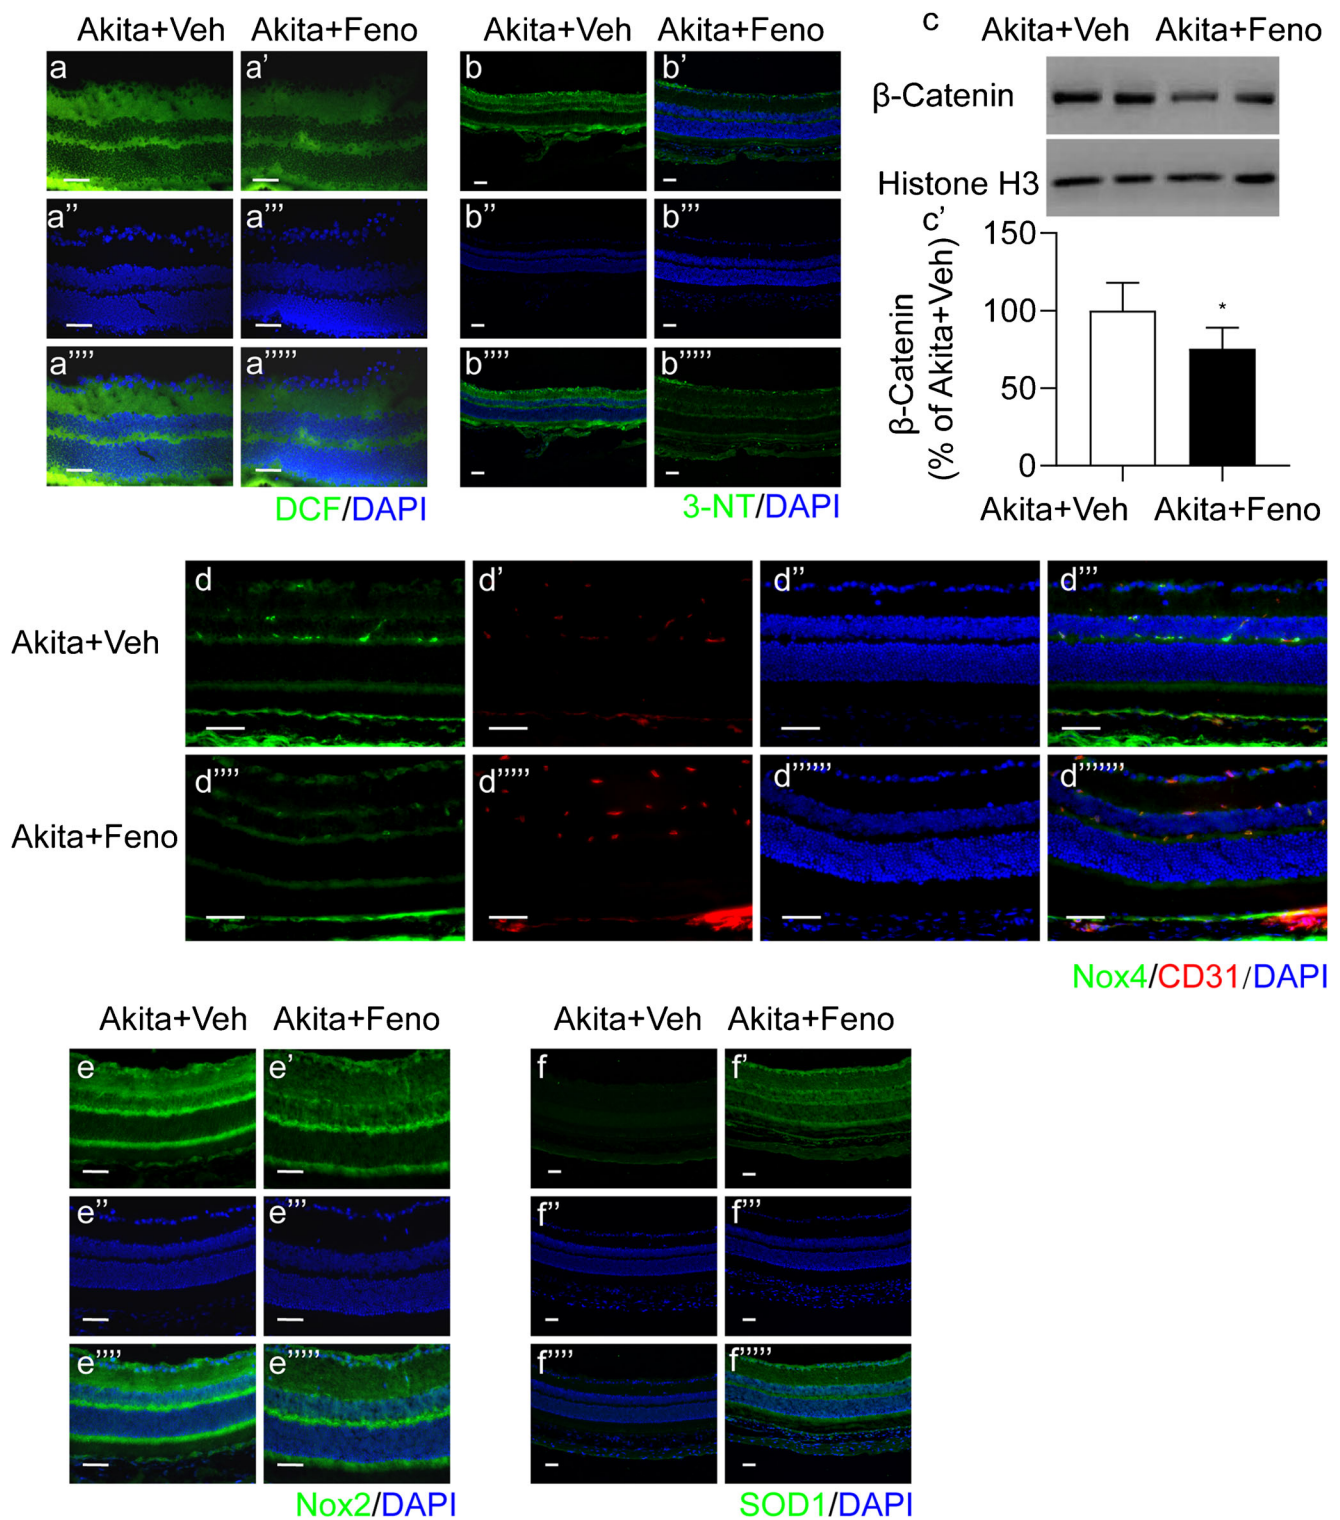 Akita+Veh Akita+Feno
a a’
a’’ a’’’
a’’’’ a’’’’’
DCF/DAPI
Akita+Veh Akita+Feno
b b’
b’’ b’’’
b’’’’ b’’’’’
3-NT/DAPI
c Akita+Veh Akita+Feno
β-Catenin
Histone H3
c’
β-Catenin
(% of Akita+Veh)
150
100
50
0
*
Akita+Veh Akita+Feno
Akita+Veh
d d’ d’’ d’’’
Akita+Feno
d’’’’ d’’’’’ d’’’’’’ d’’’’’’’
Nox4/CD31/DAPI
Akita+Veh Akita+Feno
e e’
e’’ e’’’
e’’’’ e’’’’’
Nox2/DAPI
Akita+Veh Akita+Feno
f f’
f’’ f’’’
f’’’’ f’’’’’
SOD1/DAPI